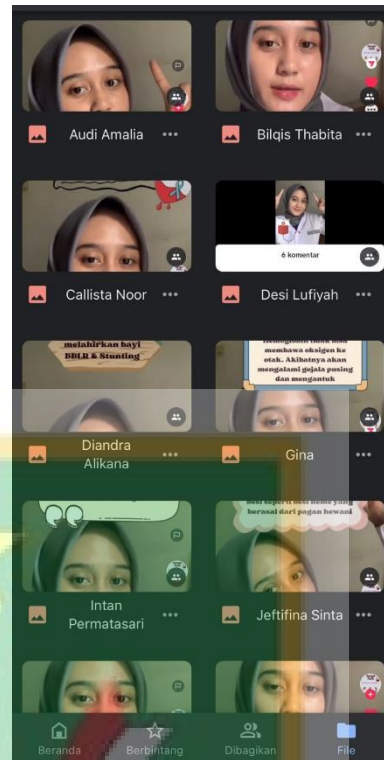 Audi Amalia
Bilqis Thabita
Callista Noor
6 komentar
Desi Lufiyah
melahirkan bayi
BBLR & Stunting
membawa oksigen ke
otak. Akibatnya akan
mengalami gejala pusing
dan mengantuk
Diandra
Alikana
Gina
berasal dari pagan hewani
Intan
Permatasari
Jeftifina Sinta
Beranda
Berbintang
Dibagikan
File